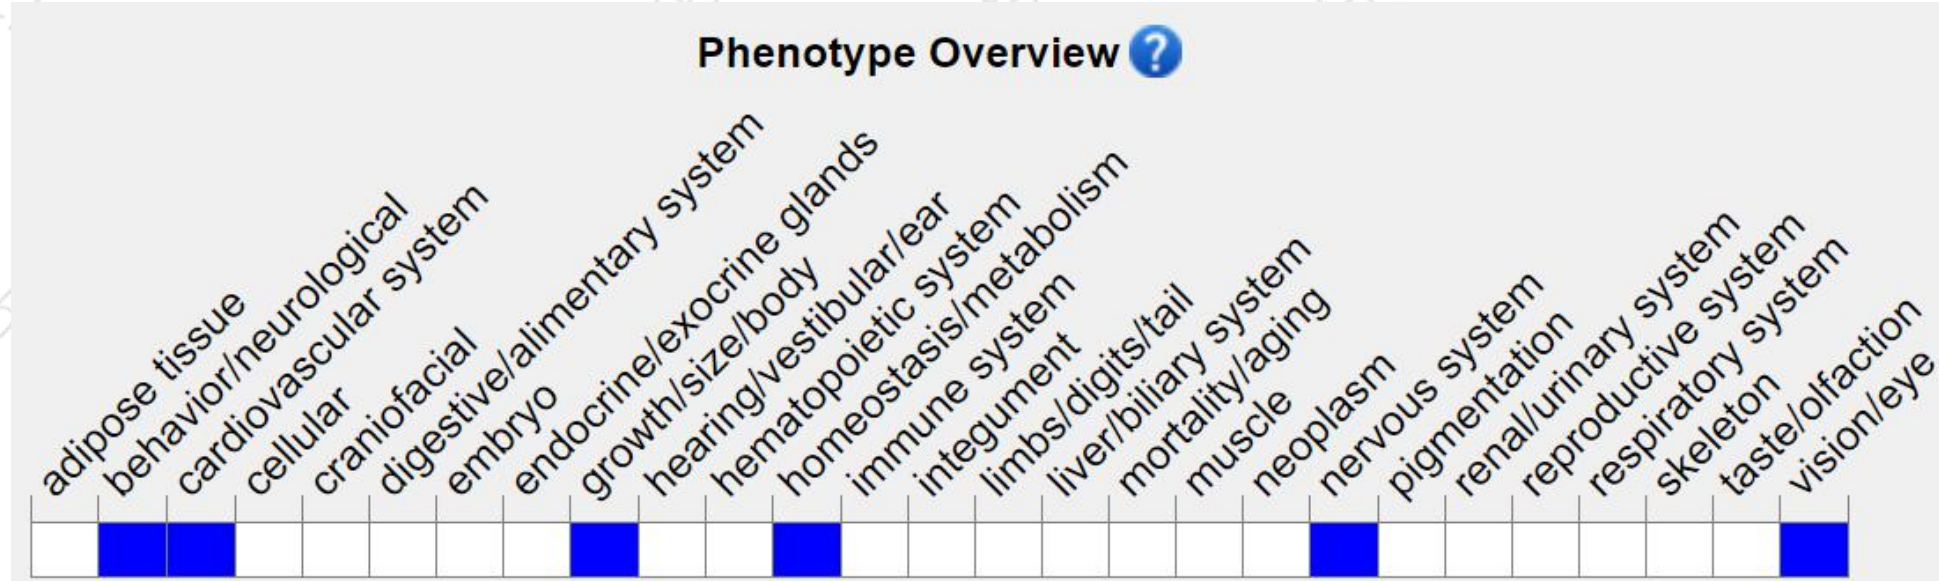 Phenotype Overview ?
adipose tissue
behavior/neurological
cardiovascular system
cellular
craniofacial
digestive/alimentary system
embryo
endocrine/exocrine glands
growth/size/body
hearing/vestibular/ear
hematopoietic system
homeostasis/metabolism
immune system
integument
limbs/digits/tail
liver/biliary system
mortality/aging
muscle
neoplasm
nervous system
pigmentation
renal/urinary system
reproductive system
respiratory system
skeleton
taste/olfaction
vision/eye